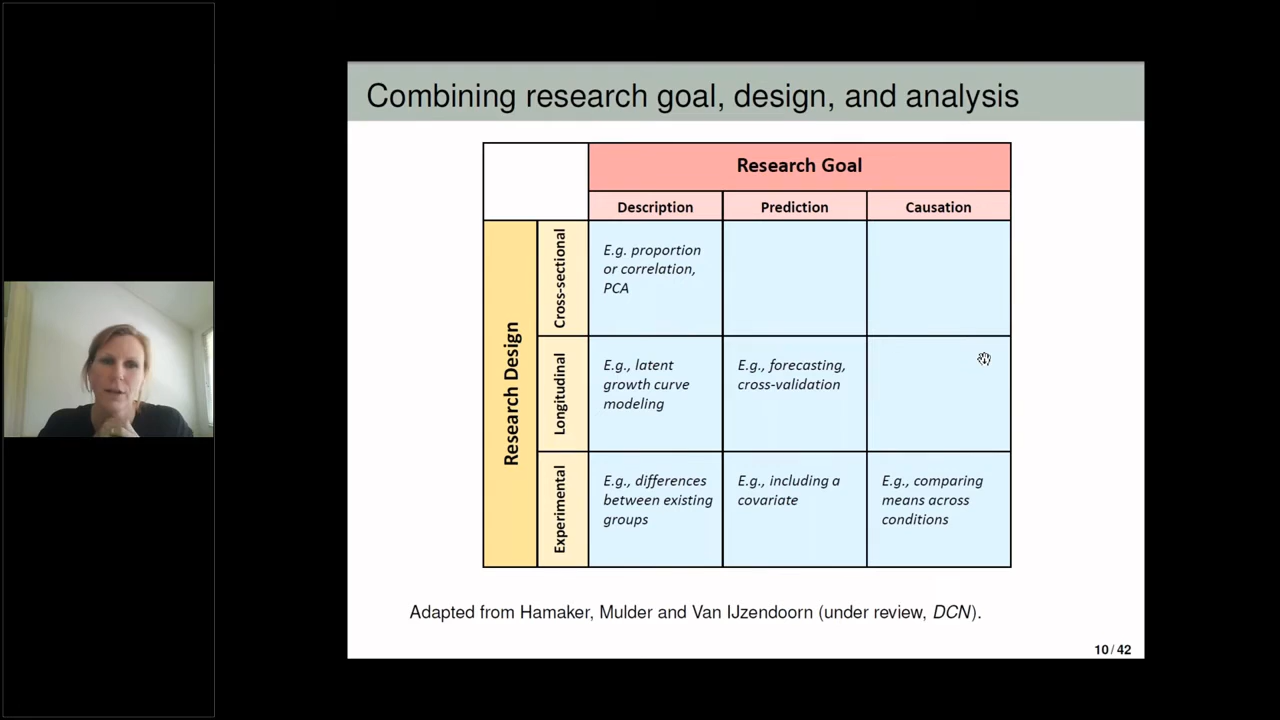 Combining research goal, design, and analysis
Research Goal
Description
Prediction
Causation
Research Design
Cross-sectional
E.g. proportion
or correlation,
PCA
Longitudinal
E.g., latent
growth curve
modeling
E.g., forecasting,
cross-validation
Experimental
E.g., differences
between existing
groups
E.g., including a
covariate
E.g., comparing
means across
conditions
Adapted from Hamaker, Mulder and Van IJzendoorn (under review, DCN).
10 / 42